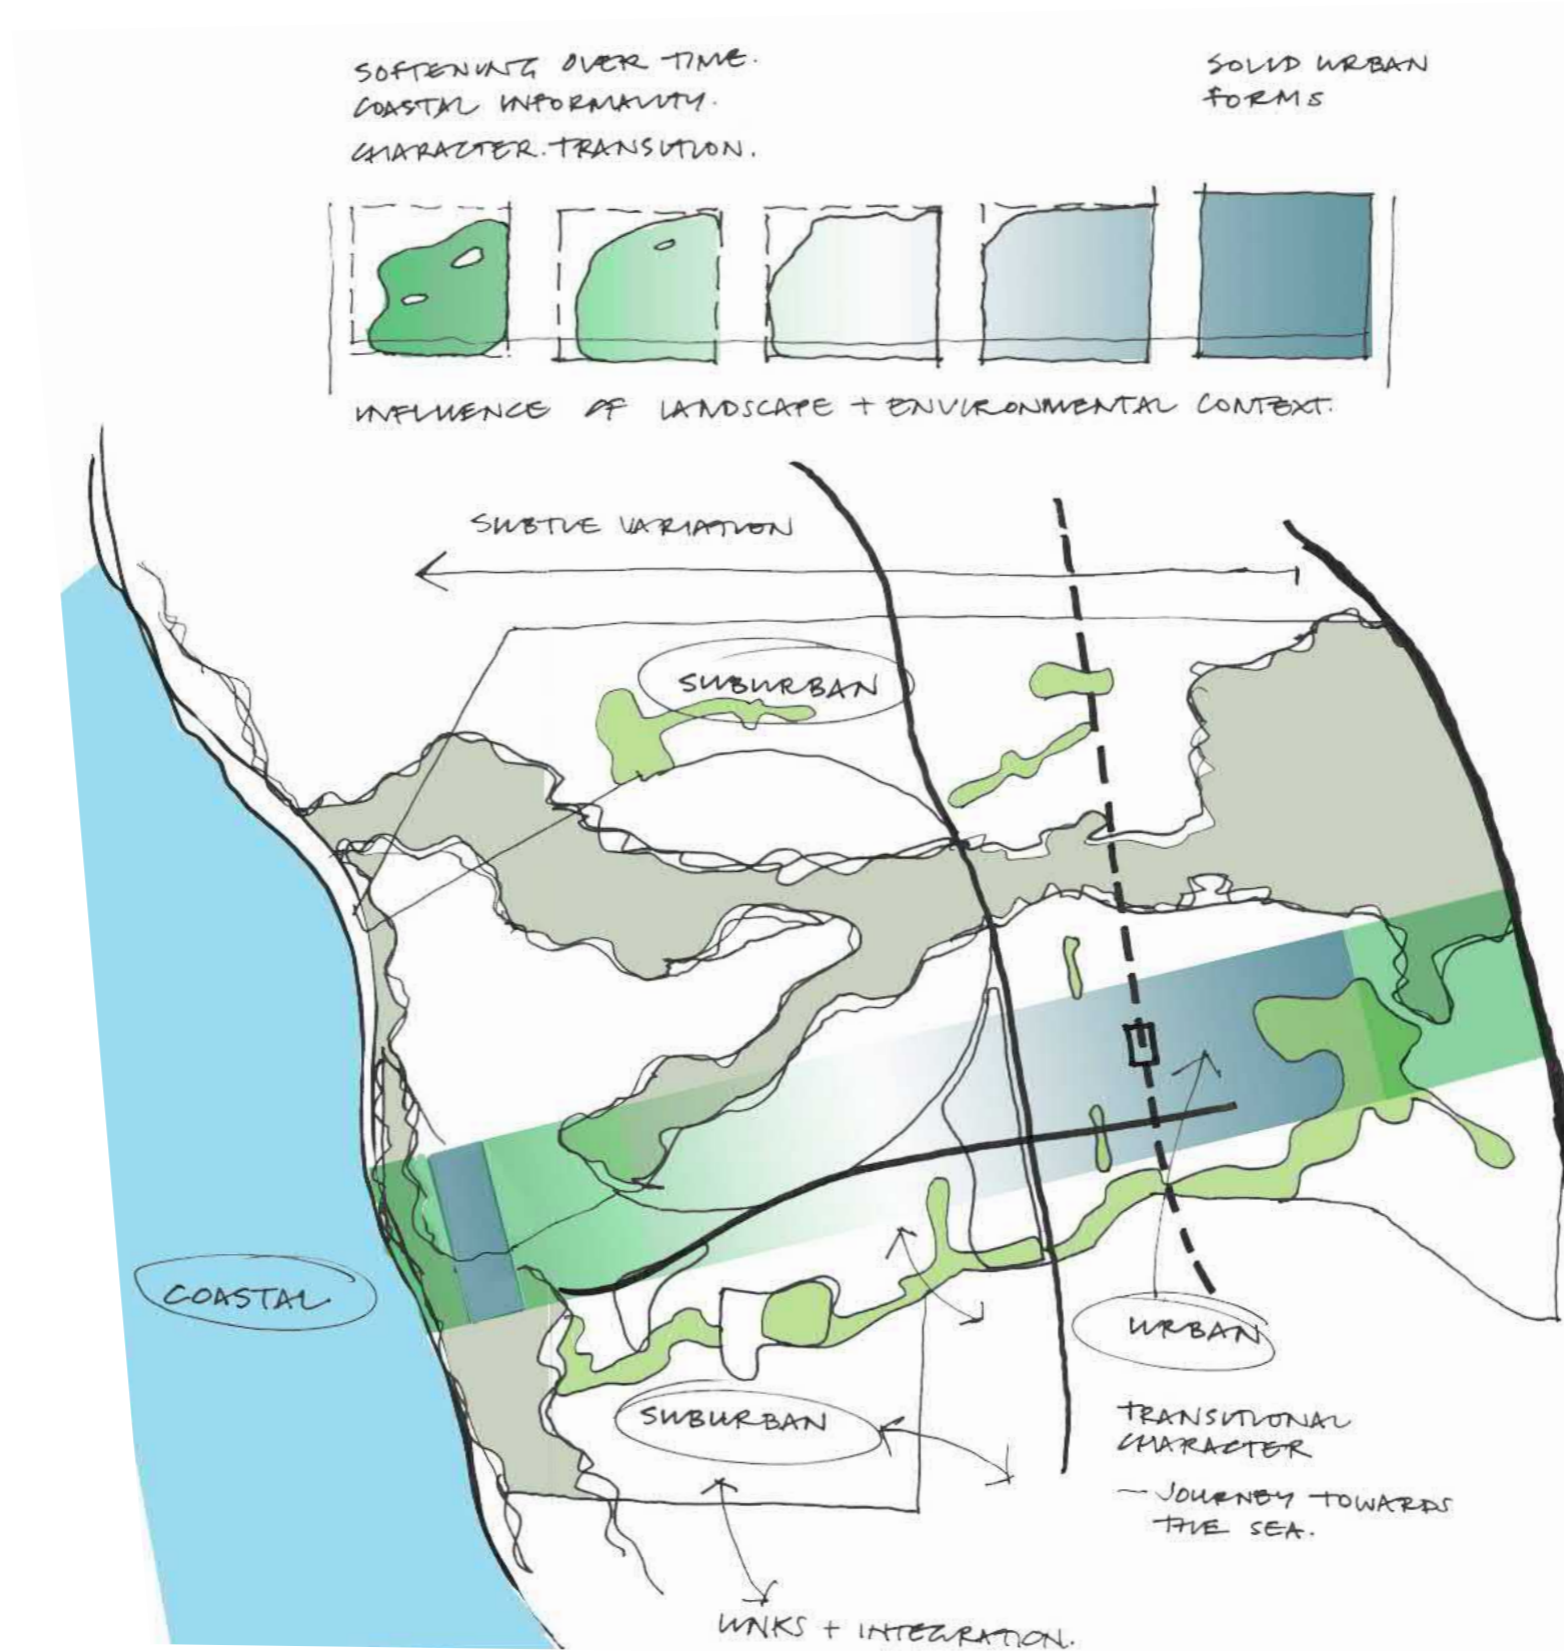 SOFTENING OVER TIME.
COASTAL INFORMALITY.
CHARACTER. TRANSITION.
SOLID URBAN
FORMS
INFLUENCE OF LANDSCAPE + ENVIRONMENTAL CONTEXT.
SUBTLE VARIATION
SUBURBAN
COASTAL
URBAN
SUBURBAN
TRANSITIONAL
CHARACTER
— JOURNEY TOWARDS
THE SEA.
LINKS + INTEGRATION.